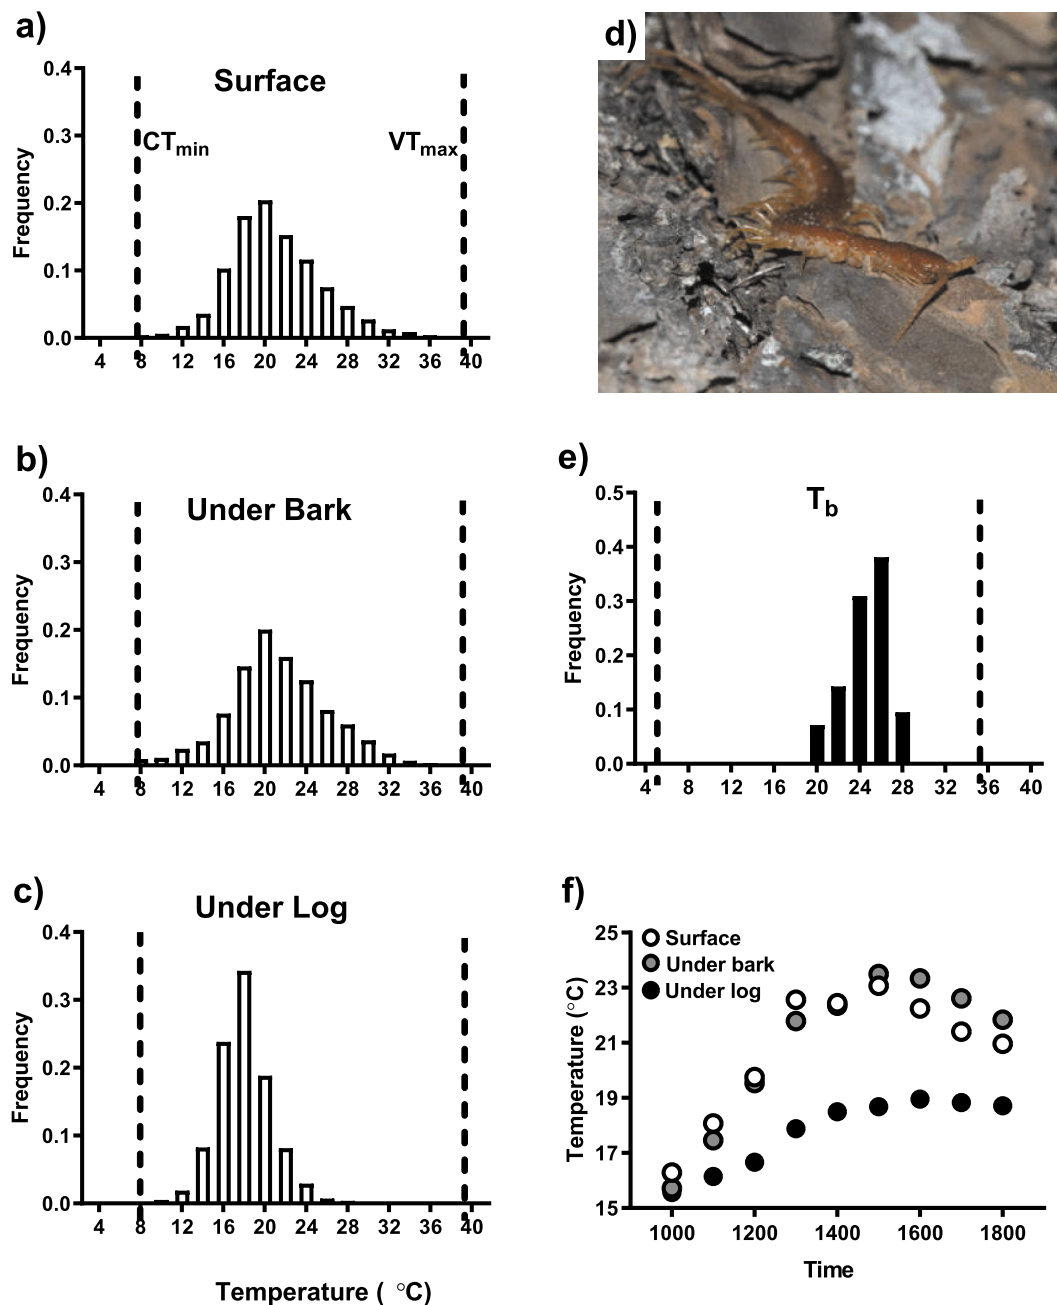 a)
Surface
0.4
0.3
0.2
0.1
0.0
Frequency
CTmin
VTmax
4 8 12 16 20 24 28 32 36 40
d)
b)
Under Bark
0.4
0.3
0.2
0.1
0.0
Frequency
4 8 12 16 20 24 28 32 36 40
e)
Tb
0.5
0.4
0.3
0.2
0.1
0.0
Frequency
4 8 12 16 20 24 28 32 36 40
c)
Under Log
0.4
0.3
0.2
0.1
0.0
Frequency
4 8 12 16 20 24 28 32 36 40
Temperature ( °C)
f)
Surface
Under bark
Under log
25
23
21
19
17
15
Temperature (°C)
1000 1200 1400 1600 1800
Time